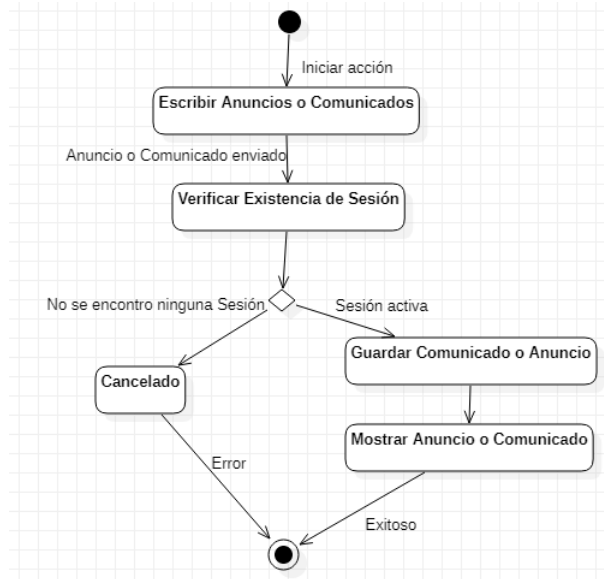 Iniciar acción
Escribir Anuncios o Comunicados
Anuncio o Comunicado enviado
Verificar Existencia de Sesión
No se encontro ninguna Sesión
Sesión activa
Guardar Comunicado o Anuncio
Cancelado
Mostrar Anuncio o Comunicado
Error
Exitoso